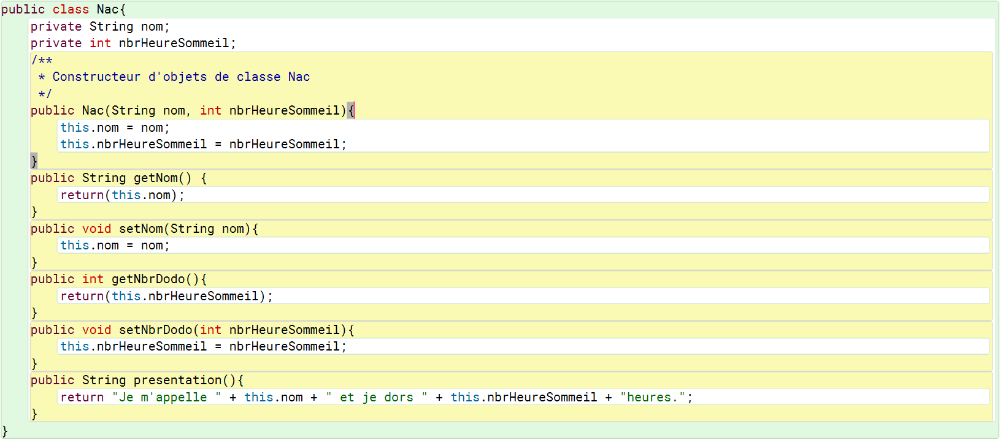 public class Nac{
    private String nom;
    private int nbrHeureSommeil;
    /**
     * Constructeur d'objets de classe Nac
     */
    public Nac(String nom, int nbrHeureSommeil){
        this.nom = nom;
        this.nbrHeureSommeil = nbrHeureSommeil;
    }
    public String getNom() {
        return(this.nom);
    }
    public void setNom(String nom){
        this.nom = nom;
    }
    public int getNbrDodo(){
        return(this.nbrHeureSommeil);
    }
    public void setNbrDodo(int nbrHeureSommeil){
        this.nbrHeureSommeil = nbrHeureSommeil;
    }
    public String presentation(){
        return "Je m'appelle " + this.nom + " et je dors " + this.nbrHeureSommeil + "heures.";
    }
}